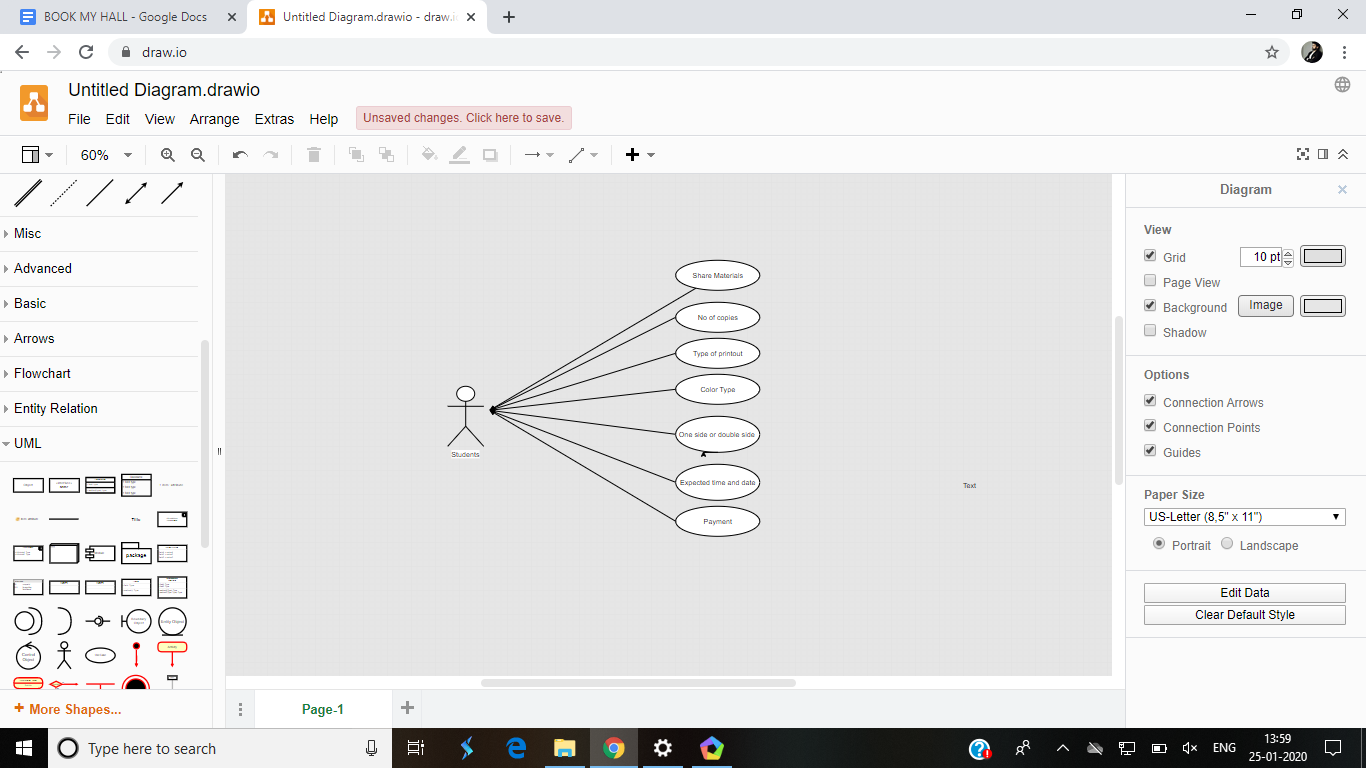 BOOK MY HALL - Google Docs
Untitled Diagram.drawio - draw.i
draw.io
Untitled Diagram.drawio
File Edit View Arrange Extras Help
Unsaved changes. Click here to save.
60%
Misc
Advanced
Basic
Arrows
Flowchart
Entity Relation
UML
Title
package
+ More Shapes...
Share Materials
No of copies
Type of printout
Color Type
One side or double side
Expected time and date
Payment
Students
Text
Page-1
Diagram
View
Grid 10 pt
Page View
Background Image
Shadow
Options
Connection Arrows
Connection Points
Guides
Paper Size
US-Letter (8,5" x 11")
Portrait Landscape
Edit Data
Clear Default Style
Type here to search
ENG
13:59
25-01-2020